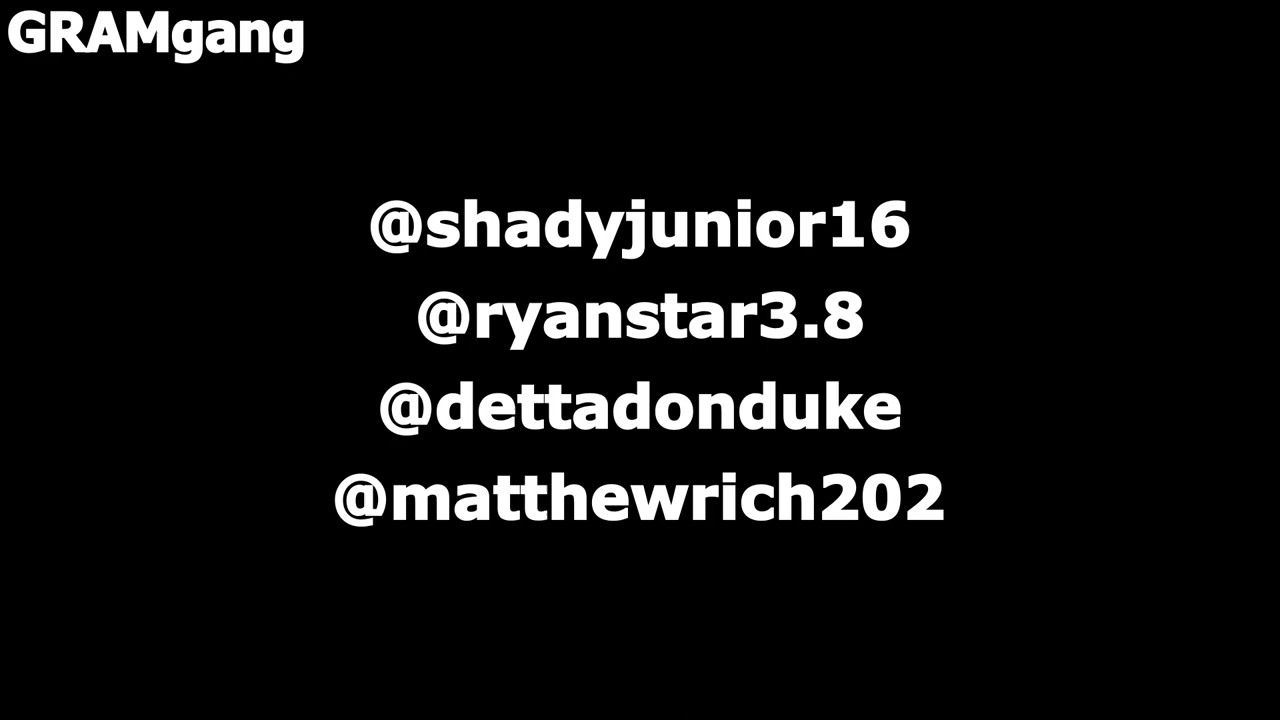 GRAMgang
@shadyjunior16
@ryanstar3.8
@dettadonduke
@matthewrich202